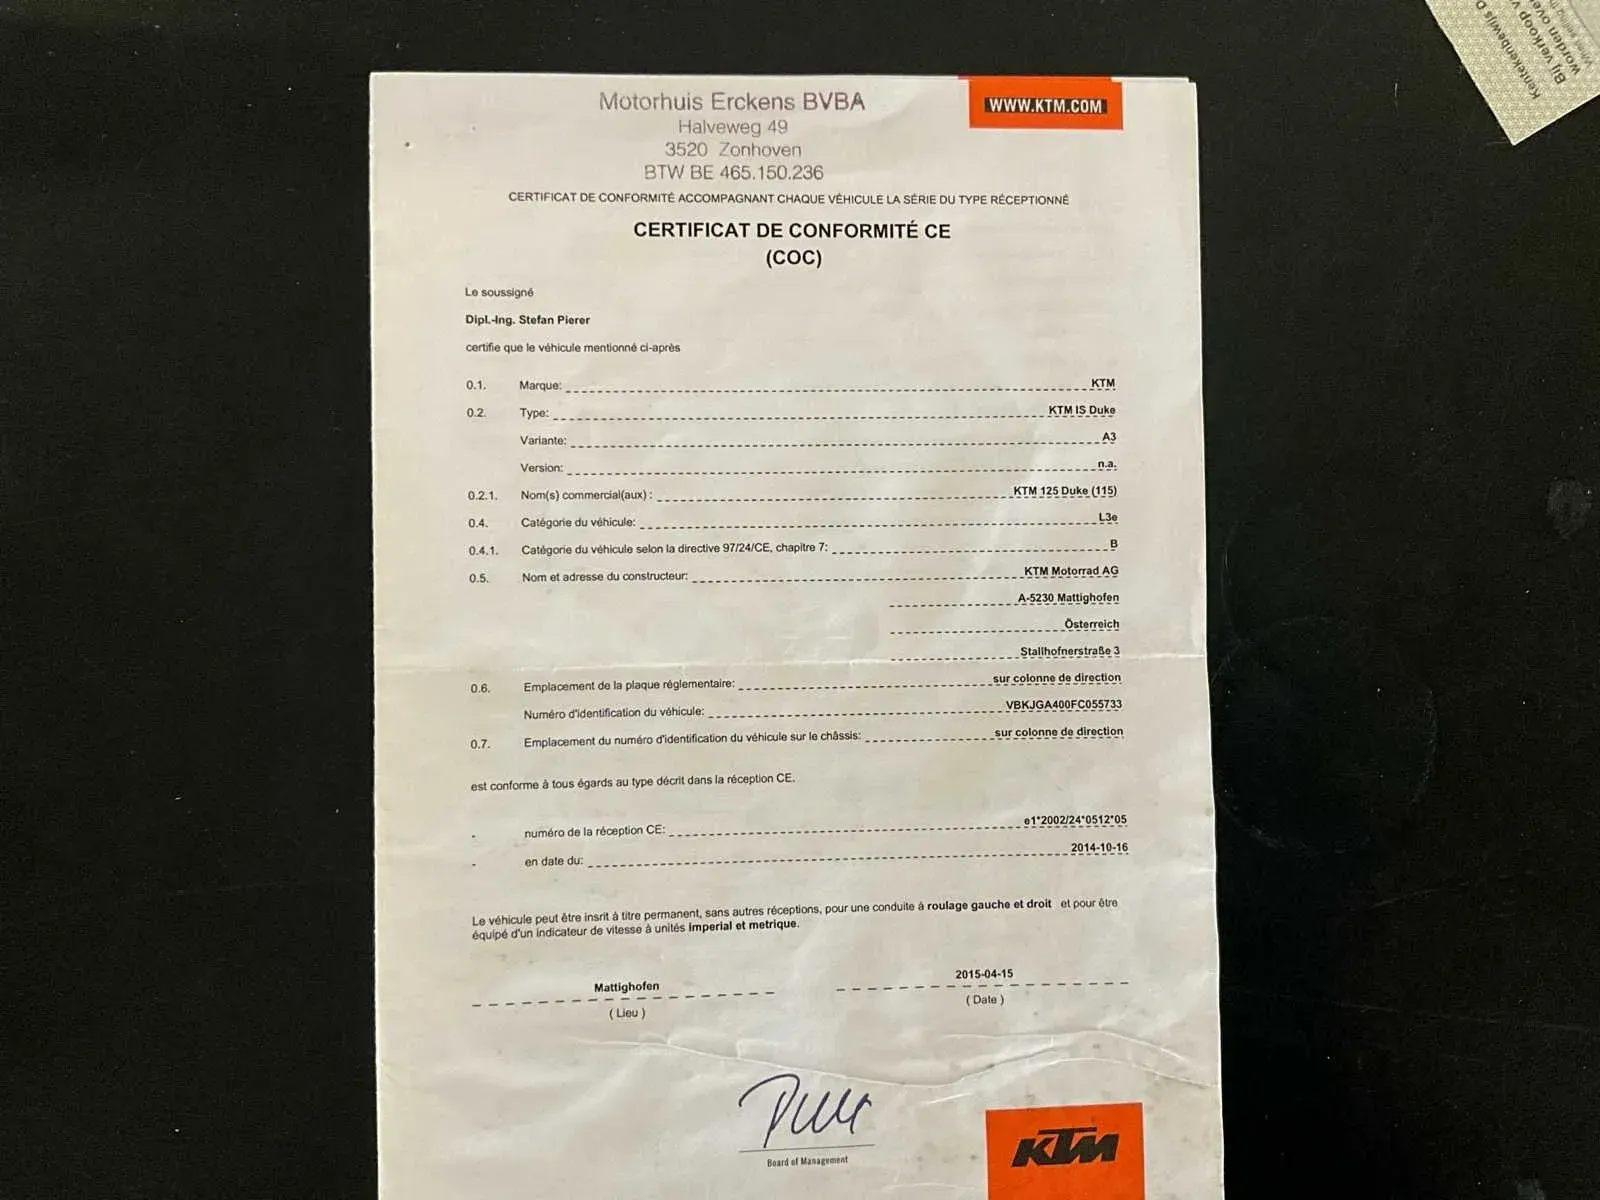 Motorhuis Erckens BVBA
Halveweg 49
3520 Zonhoven
BTW BE 465.150.236
WWW.KTM.COM
CERTIFICAT DE CONFORMITÉ ACCOMPAGNANT CHAQUE VÉHICULE LA SÉRIE DU TYPE RÉCEPTIONNÉ
CERTIFICAT DE CONFORMITÉ CE
(COC)
Le soussigné
Dipl.-Ing. Stefan Pierer
certifie que le véhicule mentionné ci-après
0.1. Marque: KTM
0.2. Type: KTM IS Duke
Variante: A3
Version: n.a.
0.2.1. Nom(s) commercial(aux) : KTM 125 Duke (115)
0.4. Catégorie du véhicule: L3e
0.4.1. Catégorie du véhicule selon la directive 97/24/CE, chapitre 7: B
0.5. Nom et adresse du constructeur: KTM Motorrad AG
A-5230 Mattighofen
Österreich
Stallhofnerstraße 3
0.6. Emplacement de la plaque réglementaire: sur colonne de direction
Numéro d'identification du véhicule: VBKJGA400FC055733
0.7. Emplacement du numéro d'identification du véhicule sur le châssis: sur colonne de direction
est conforme à tous égards au type décrit dans la réception CE.
- numéro de la réception CE: e1*2002/24*0512*05
- en date du: 2014-10-16
Le véhicule peut être insrit à titre permanent, sans autres réceptions, pour une conduite à roulage gauche et droit et pour être
équipé d'un indicateur de vitesse à unités imperial et metrique.
Mattighofen
( Lieu )
2015-04-15
( Date )
Board of Management
KTM
Kentekenbewijs
Bij verkoop
worden